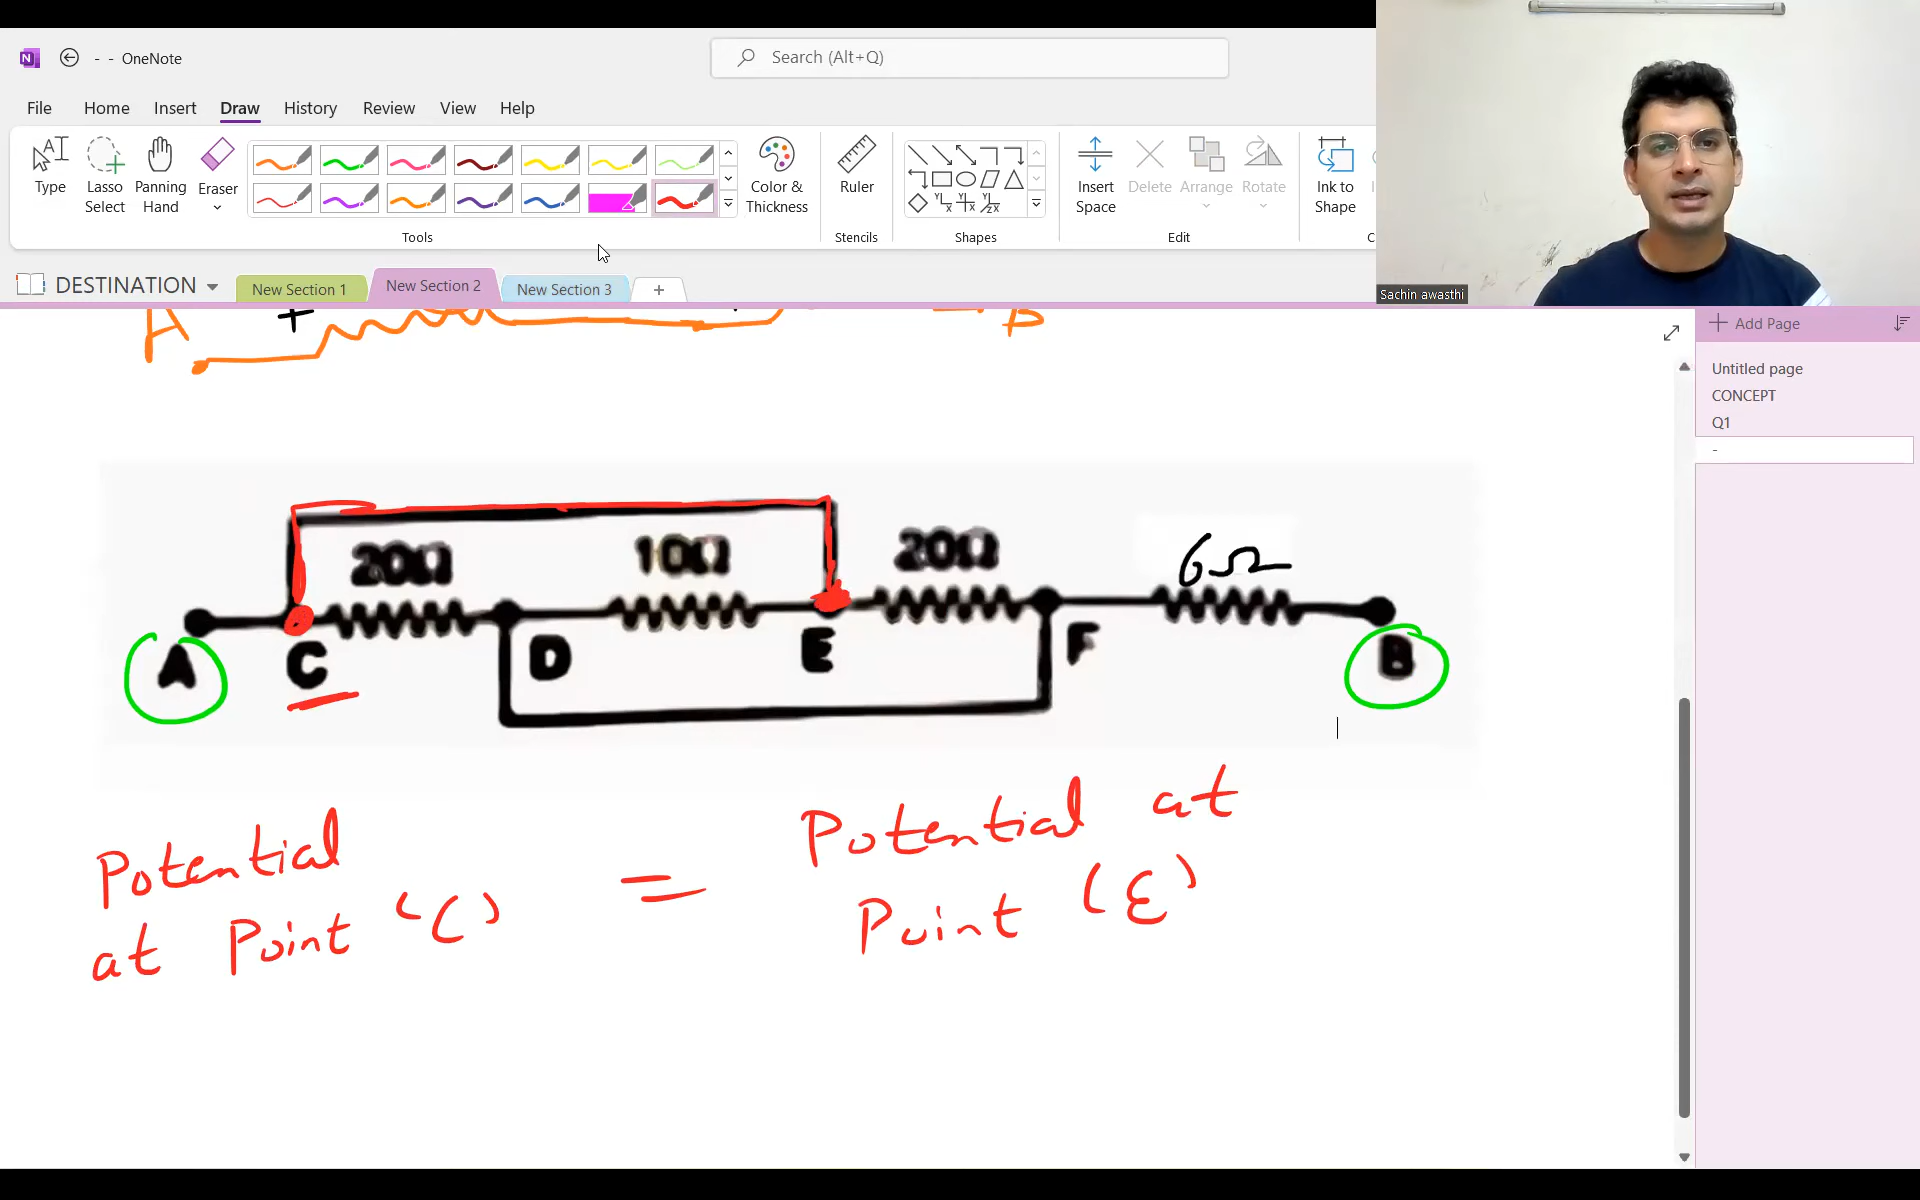 - - OneNote
Search (Alt+Q)
File Home Insert Draw History Review View Help
Type
Lasso Select
Panning Hand
Eraser
Color & Thickness
Ruler
Insert Space
Delete
Arrange
Rotate
Ink to Shape
Tools
Stencils
Shapes
Edit
Sachin awasthi
DESTINATION
New Section 1
New Section 2
New Section 3
+
Add Page
Untitled page
CONCEPT
Q1
-
A +
20Ω 10Ω 20Ω 6Ω
A C D E F B
Potential
at Point 'C)
=
Potential at
Point (E)